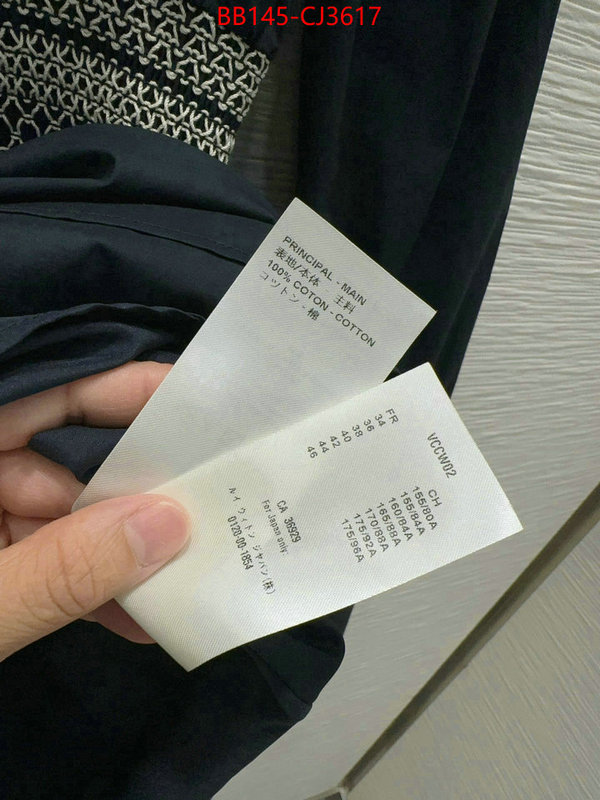 BB145-CJ3617
PRINCIPAL - MAIN
表地/本体 - 主料
100% COTON - COTTON
コットン - 棉
VCCW02
FR CH
34 155/80A
36 155/84A
38 160/84A
40 165/88A
42 170/88A
44 175/92A
46 175/96A
CA 36929
For Japan only:
ルイ ヴィトン ジャパン(株)
0120-00-1854